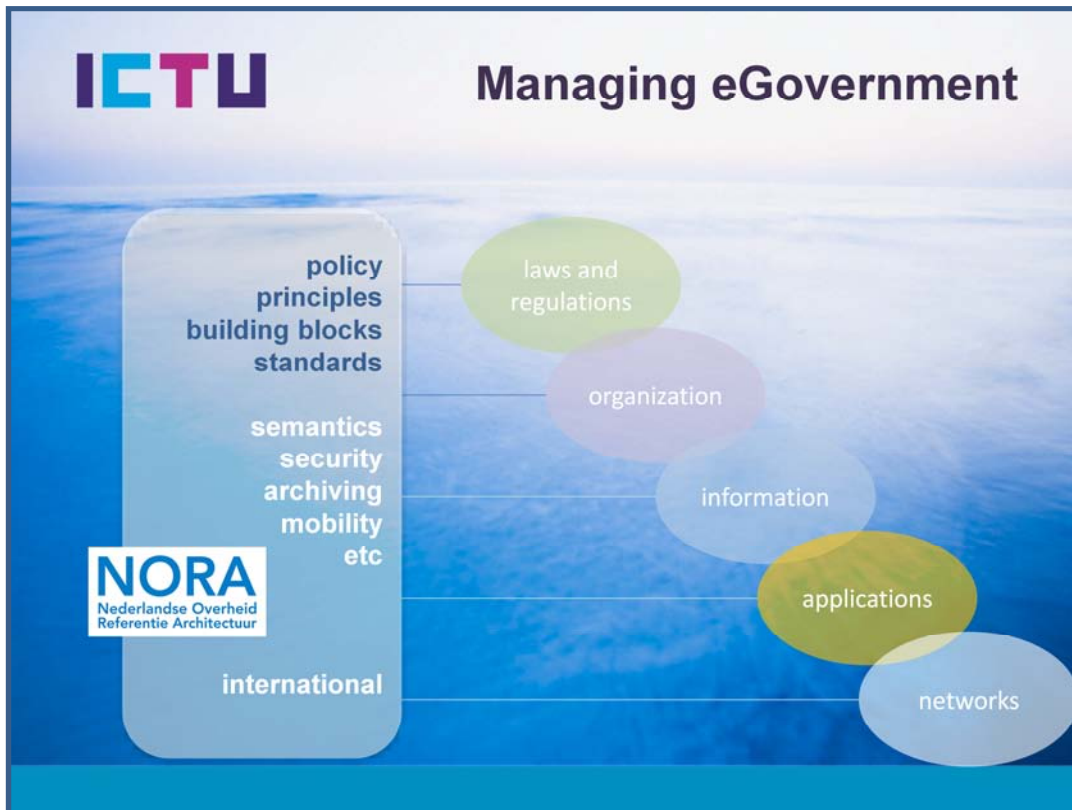 ICTU
Managing eGovernment
policy
principles
building blocks
standards
semantics
security
archiving
mobility
etc
NORA
Nederlandse Overheid
Referentie Architectuur
international
laws and
regulations
organization
information
applications
networks